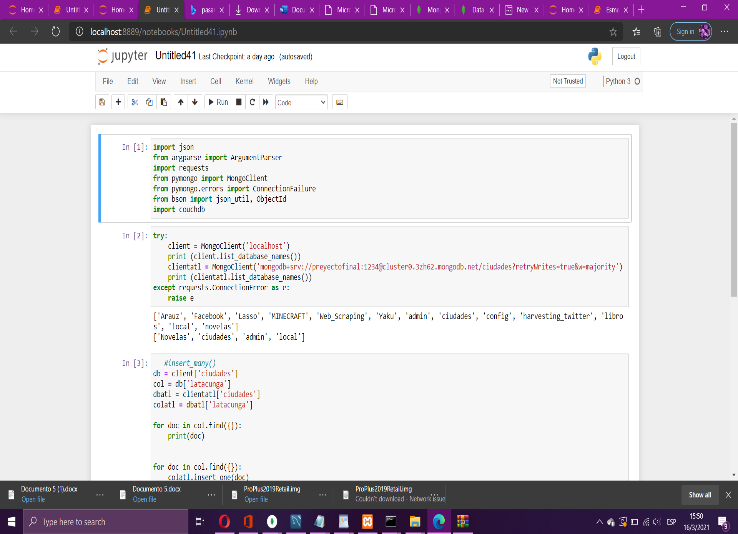 Hom
Untitl
Hom
Untitl
pasar
Dow
Docu
Micr
Micr
Mon
Data
New
Hom
Esmu
localhost:8889/notebooks/Untitled41.ipynb
Sign in
jupyter Untitled41 Last Checkpoint: a day ago (autosaved)
Logout
File Edit View Insert Cell Kernel Widgets Help
Not Trusted
Python 3
Run
Code
In [1]: import json
from argparse import ArgumentParser
import requests
from pymongo import MongoClient
from pymongo.errors import ConnectionFailure
from bson import json_util, ObjectId
import couchdb
In [2]: try:
client = MongoClient('localhost')
print (client.list_database_names())
clientatl = MongoClient('mongodb+srv://preyectofinal:1234@cluster0.3zh62.mongodb.net/ciudades?retryWrites=true&w=majority')
print (clientatl.list_database_names())
except requests.ConnectionError as e:
raise e
['Arauz', 'Facebook', 'Lasso', 'MINECRAFT', 'Web_Scraping', 'Yaku', 'admin', 'ciudades', 'config', 'harvesting_twitter', 'libro
s', 'local', 'novelas']
['Novelas', 'ciudades', 'admin', 'local']
In [3]: #insert_many()
db = client['ciudades']
col = db['latacunga']
dbatl = clientatl['ciudades']
colatl = dbatl['latacunga']
for doc in col.find({}):
print(doc)
for doc in col.find({}):
colatl.insert_one(doc)
Documento 5 (1).docx
Open file
Documento 5.docx
Open file
ProPlus2019Retail.img
Open file
ProPlus2019Retail.img
Couldn't download - Network issue
Show all
Type here to search
ESP
15:50
16/3/2021